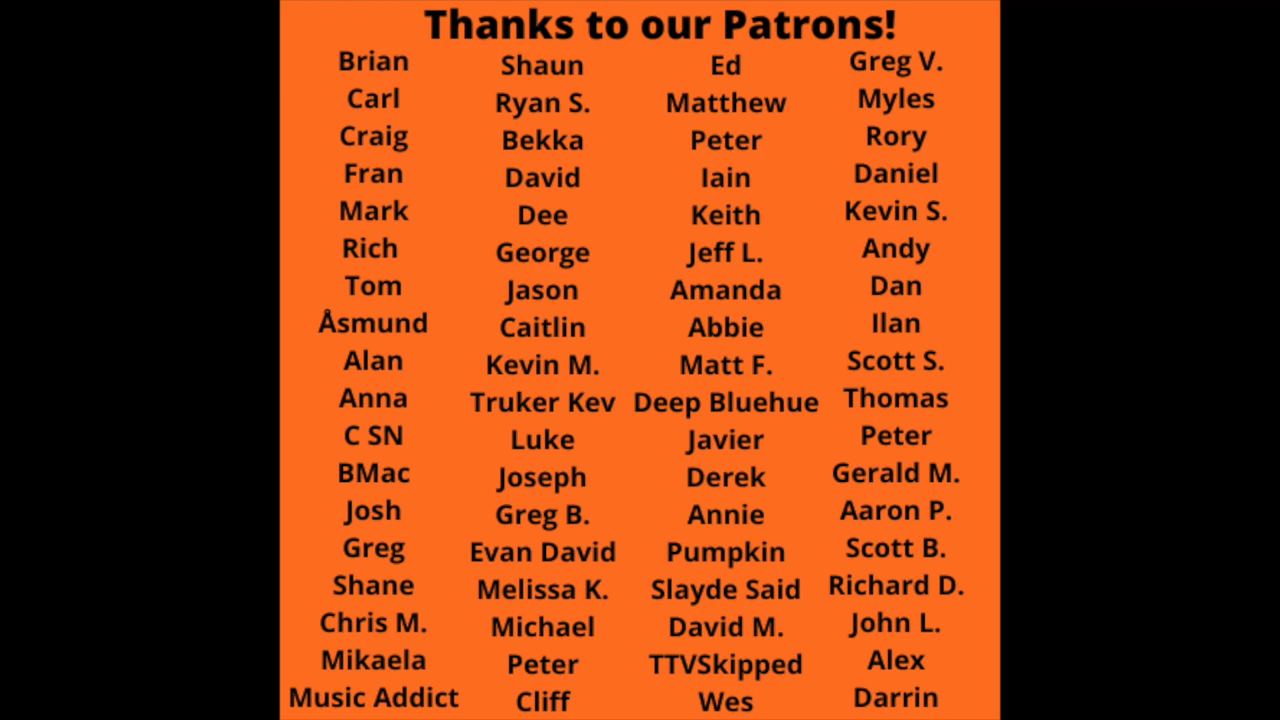 Thanks to our Patrons!
Brian
Carl
Craig
Fran
Mark
Rich
Tom
Åsmund
Alan
Anna
C SN
BMac
Josh
Greg
Shane
Chris M.
Mikaela
Music Addict
Shaun
Ryan S.
Bekka
David
Dee
George
Jason
Caitlin
Kevin M.
Truker Kev
Luke
Joseph
Greg B.
Evan David
Melissa K.
Michael
Peter
Cliff
Ed
Matthew
Peter
Iain
Keith
Jeff L.
Amanda
Abbie
Matt F.
Deep Bluehue
Javier
Derek
Annie
Pumpkin
Slayde Said
David M.
TTVSkipped
Wes
Greg V.
Myles
Rory
Daniel
Kevin S.
Andy
Dan
Ilan
Scott S.
Thomas
Peter
Gerald M.
Aaron P.
Scott B.
Richard D.
John L.
Alex
Darrin